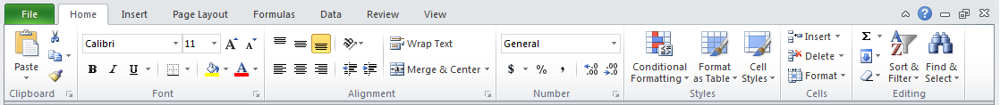 File Home Insert Page Layout Formulas Data Review View
Calibri 11 Wrap Text General Insert Σ
Paste Conditional Formatting Format as Table Cell Styles Delete Sort & Filter Find & Select
B I U A Merge & Center $ % , .0 .00 Format
Clipboard Font Alignment Number Styles Cells Editing